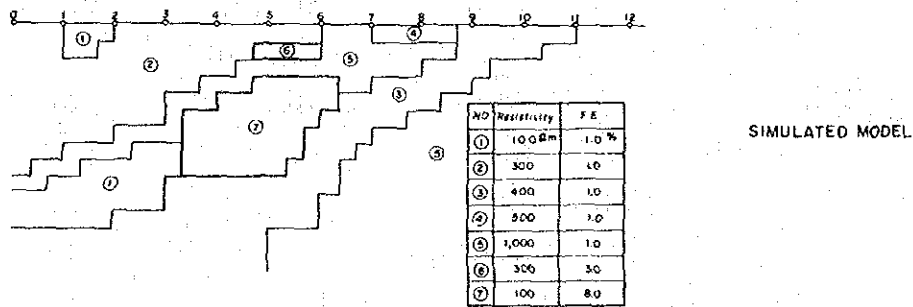 0 1 2 3 4 5 6 7 8 9 10 11 12
① ④
⑥
② ⑤
③
⑦ ⑤
①
SIMULATED MODEL
NO Resistivity F E
① 100 Ωm 1.0 %
② 300 1.0
③ 400 1.0
④ 500 1.0
⑤ 1,000 1.0
⑥ 300 3.0
⑦ 100 8.0